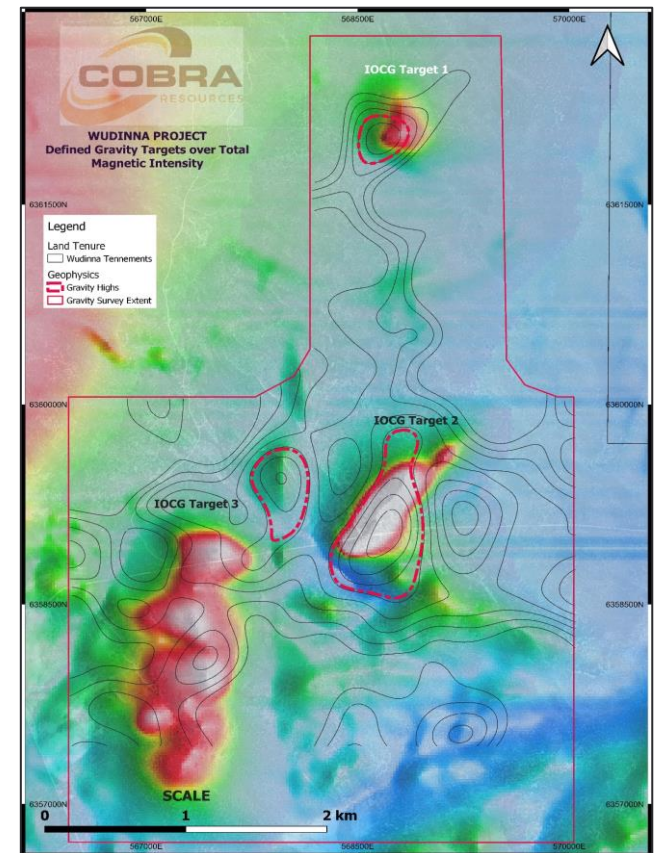 567000E 568500E 570000E
COBRA
RESOURCES
WUDINNA PROJECT
Defined Gravity Targets over Total
Magnetic Intensity
IOCG Target 1
6361500N 6361500N
Legend
Land Tenure
Wudinna Tennements
Geophysics
Gravity Highs
Gravity Survey Extent
6360000N 6360000N
IOCG Target 2
IOCG Target 3
6358500N 6358500N
SCALE
6357000N 6357000N
0 1 2 km
567000E 568500E 570000E